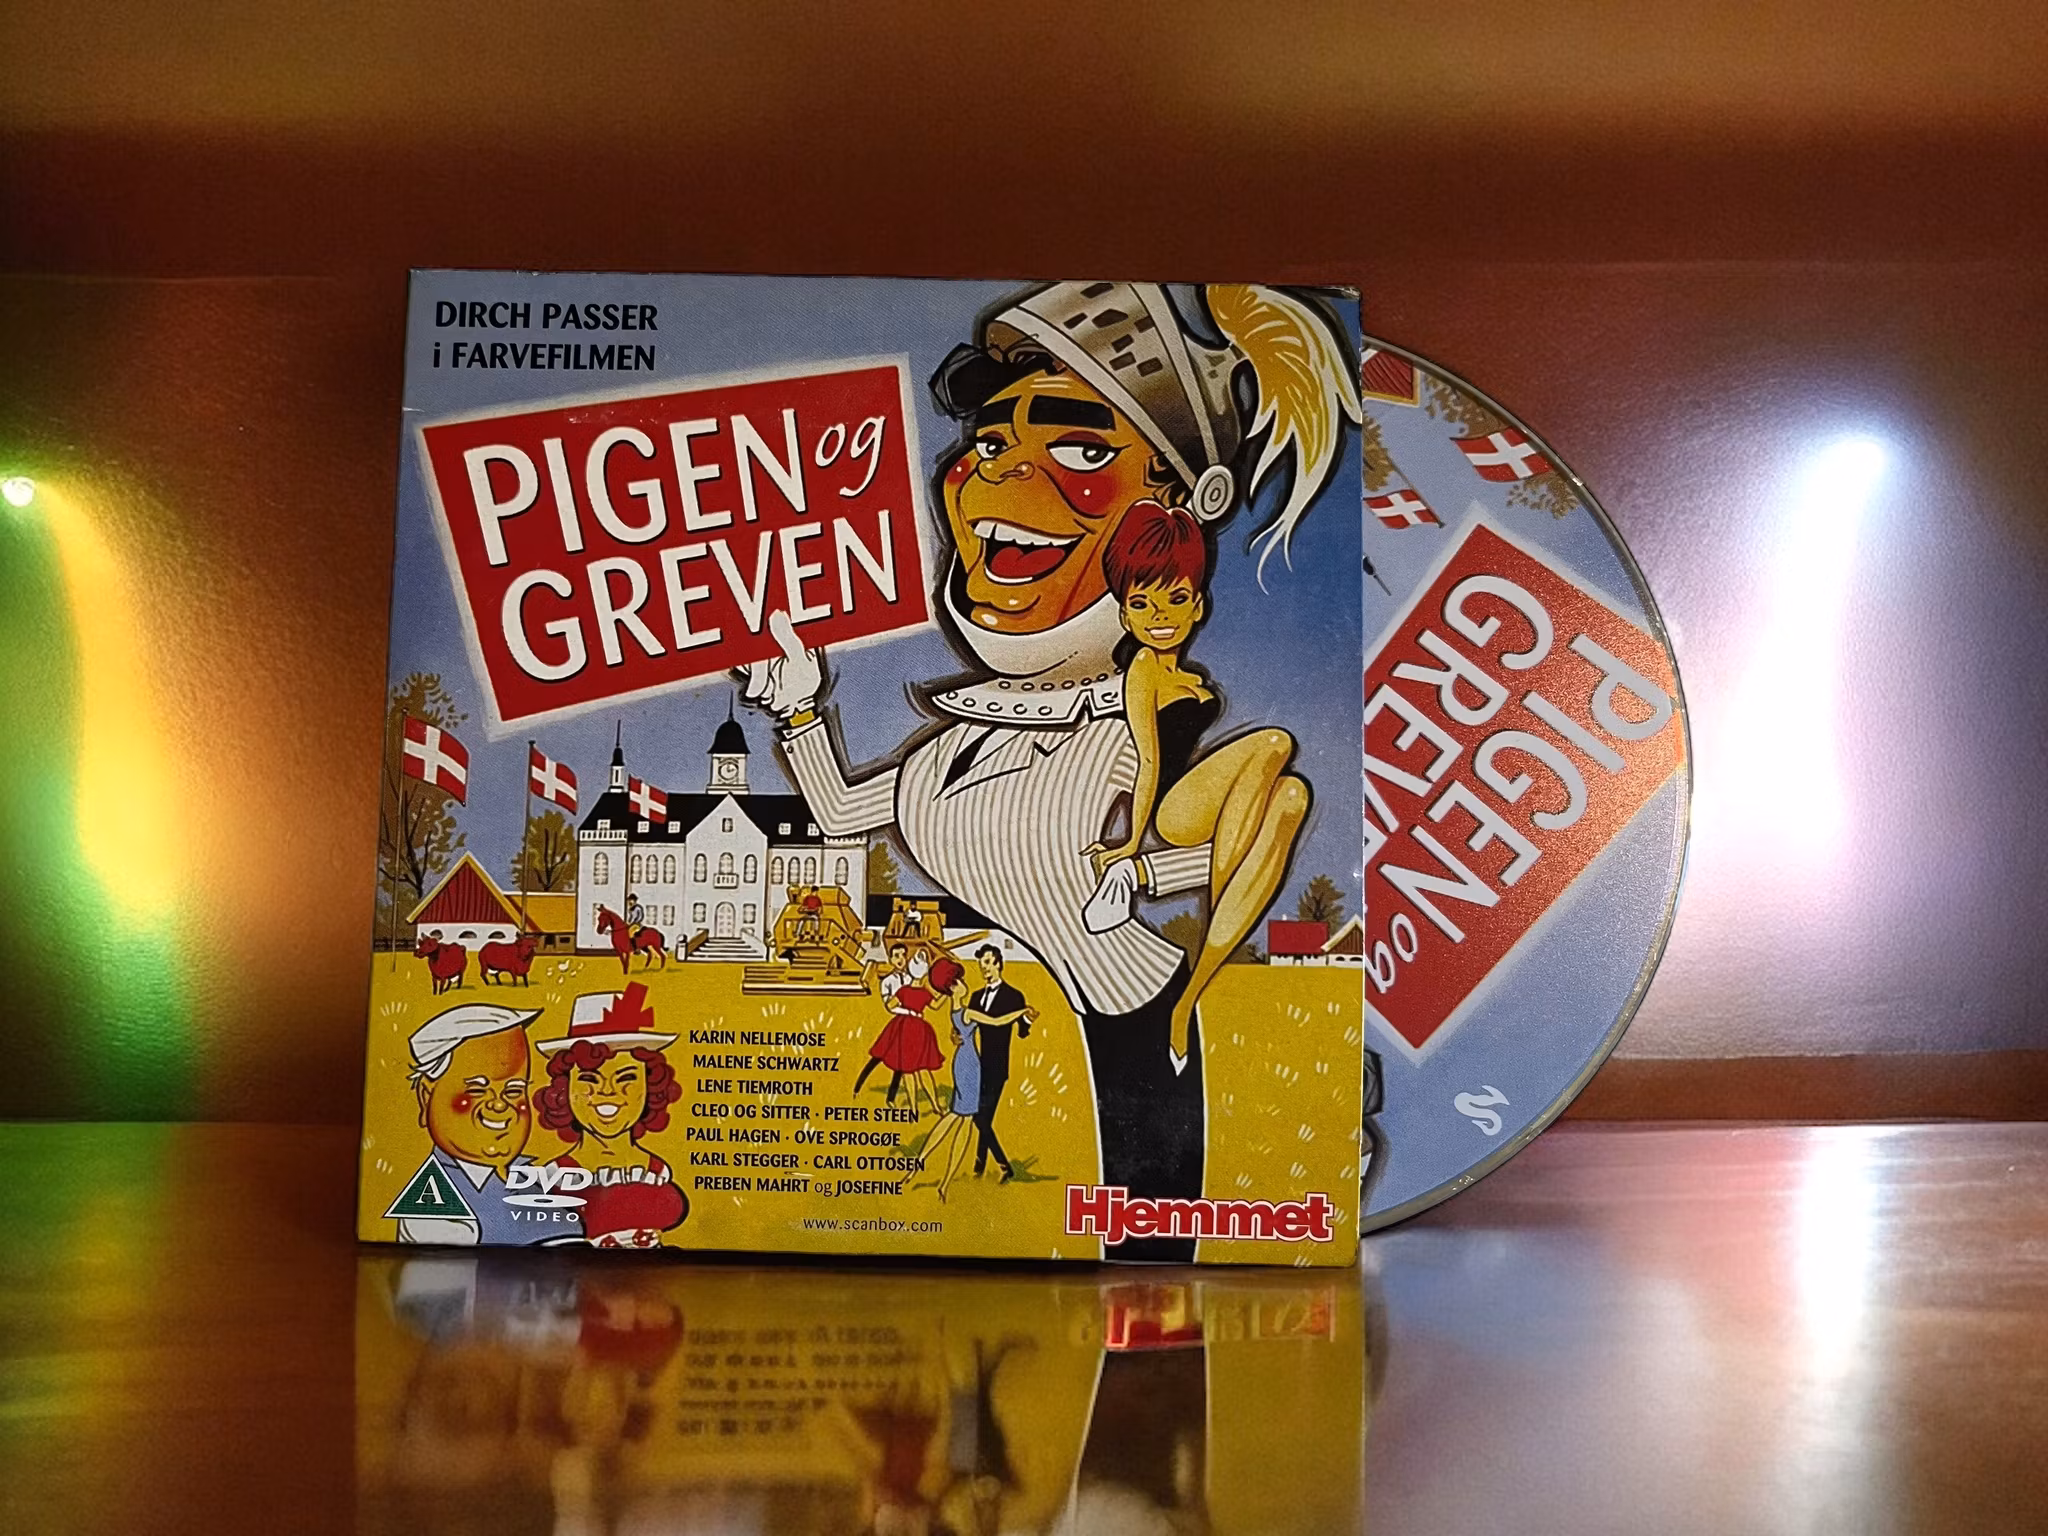 DIRCH PASSER
i FARVEFILMEN
PIGEN og
GREVEN
KARIN NELLEMOSE
MALENE SCHWARTZ
LENE TIEMROTH
CLEO OG SITTER · PETER STEEN
PAUL HAGEN · OVE SPROGØE
KARL STEGGER · CARL OTTOSEN
PREBEN MAHRT og JOSEFINE
A
DVD
VIDEO
www.scanbox.com
Hjemmet
PIGEN og
GREVE